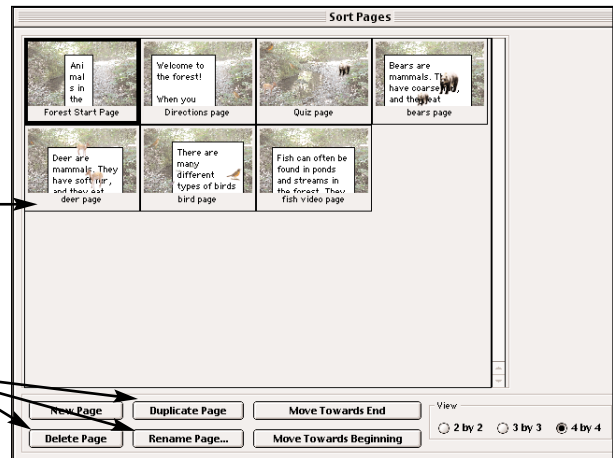 Sort Pages
Ani
mal
s in
the
Forest Start Page
Welcome to
the forest!
When you
Directions page
Quiz page
Bears are
mammals. They
have coarse fur,
and they eat
bears page
Deer are
mammals. They
have soft fur,
and they eat
deer page
There are
many
different
types of birds
bird page
Fish can often be
found in ponds
and streams in
the forest. They
fish video page
New Page
Duplicate Page
Move Towards End
Delete Page
Rename Page...
Move Towards Beginning
View
2 by 2
3 by 3
4 by 4